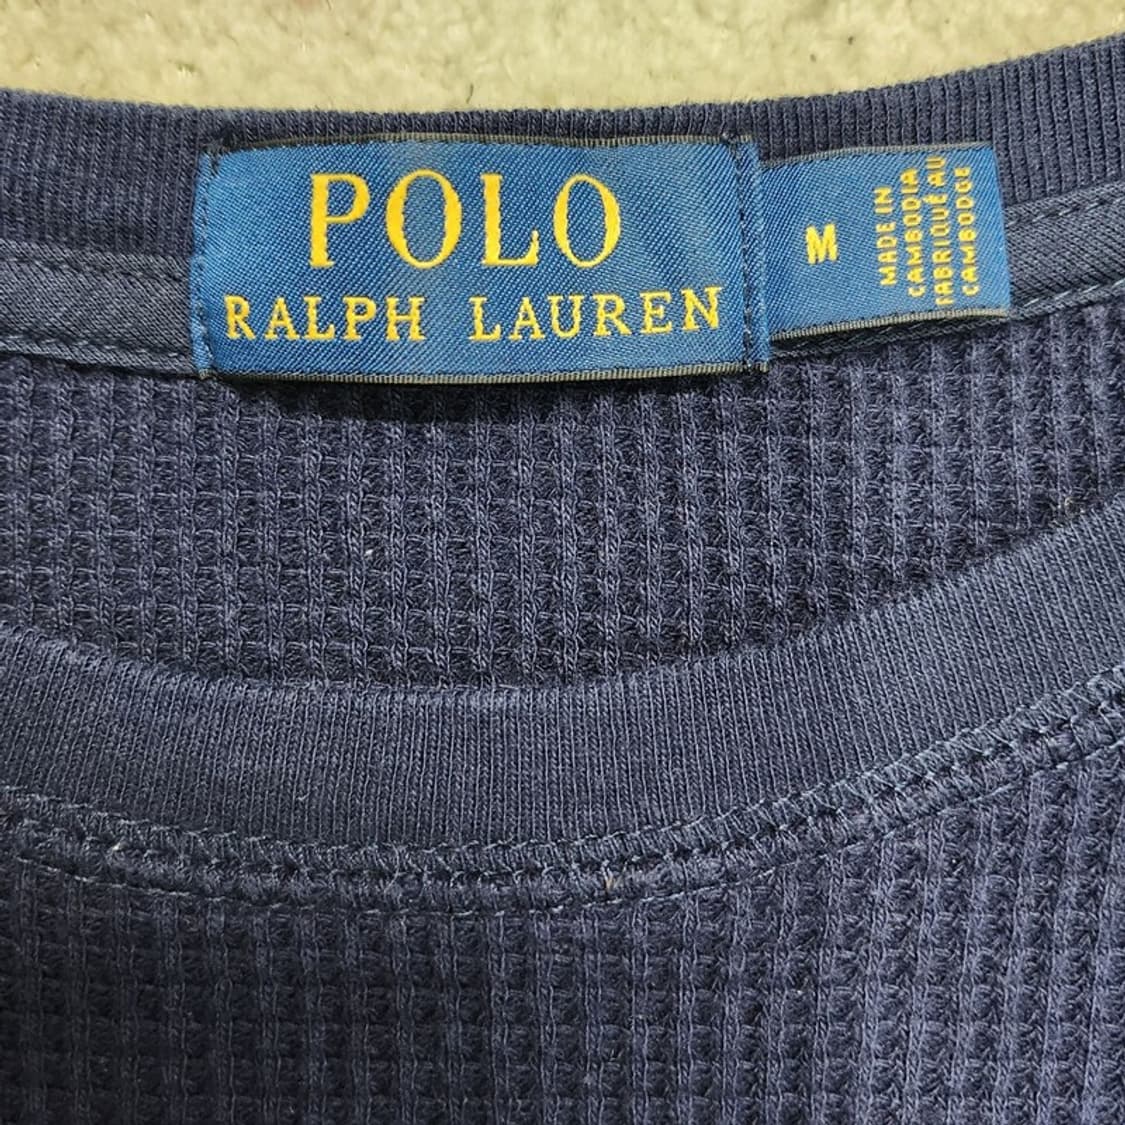 POLO
RALPH LAUREN
M
MADE IN
CAMBODIA
FABRIQUÉ AU
CAMBODGE